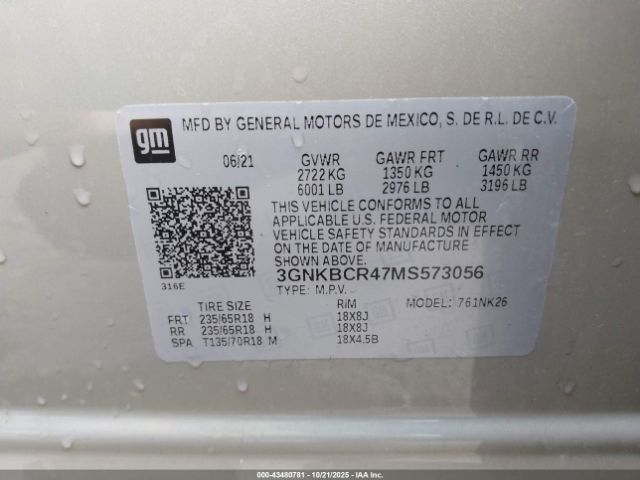 gm
MFD BY GENERAL MOTORS DE MEXICO, S. DE R.L. DE C.V.
06/21 GVWR GAWR FRT GAWR RR
2722 KG 1350 KG 1450 KG
6001 LB 2976 LB 3196 LB
THIS VEHICLE CONFORMS TO ALL
APPLICABLE U.S. FEDERAL MOTOR
VEHICLE SAFETY STANDARDS IN EFFECT
ON THE DATE OF MANUFACTURE
SHOWN ABOVE.
316E
3GNKBCR47MS573056
TYPE: M.P.V.
MODEL: 761NK26
TIRE SIZE RIM
FRT 235/65R18 H 18X8J
RR 235/65R18 H 18X8J
SPA T135/70R18 M 18X4.5B
000-43480781 - 10/21/2025 - IAAI.com